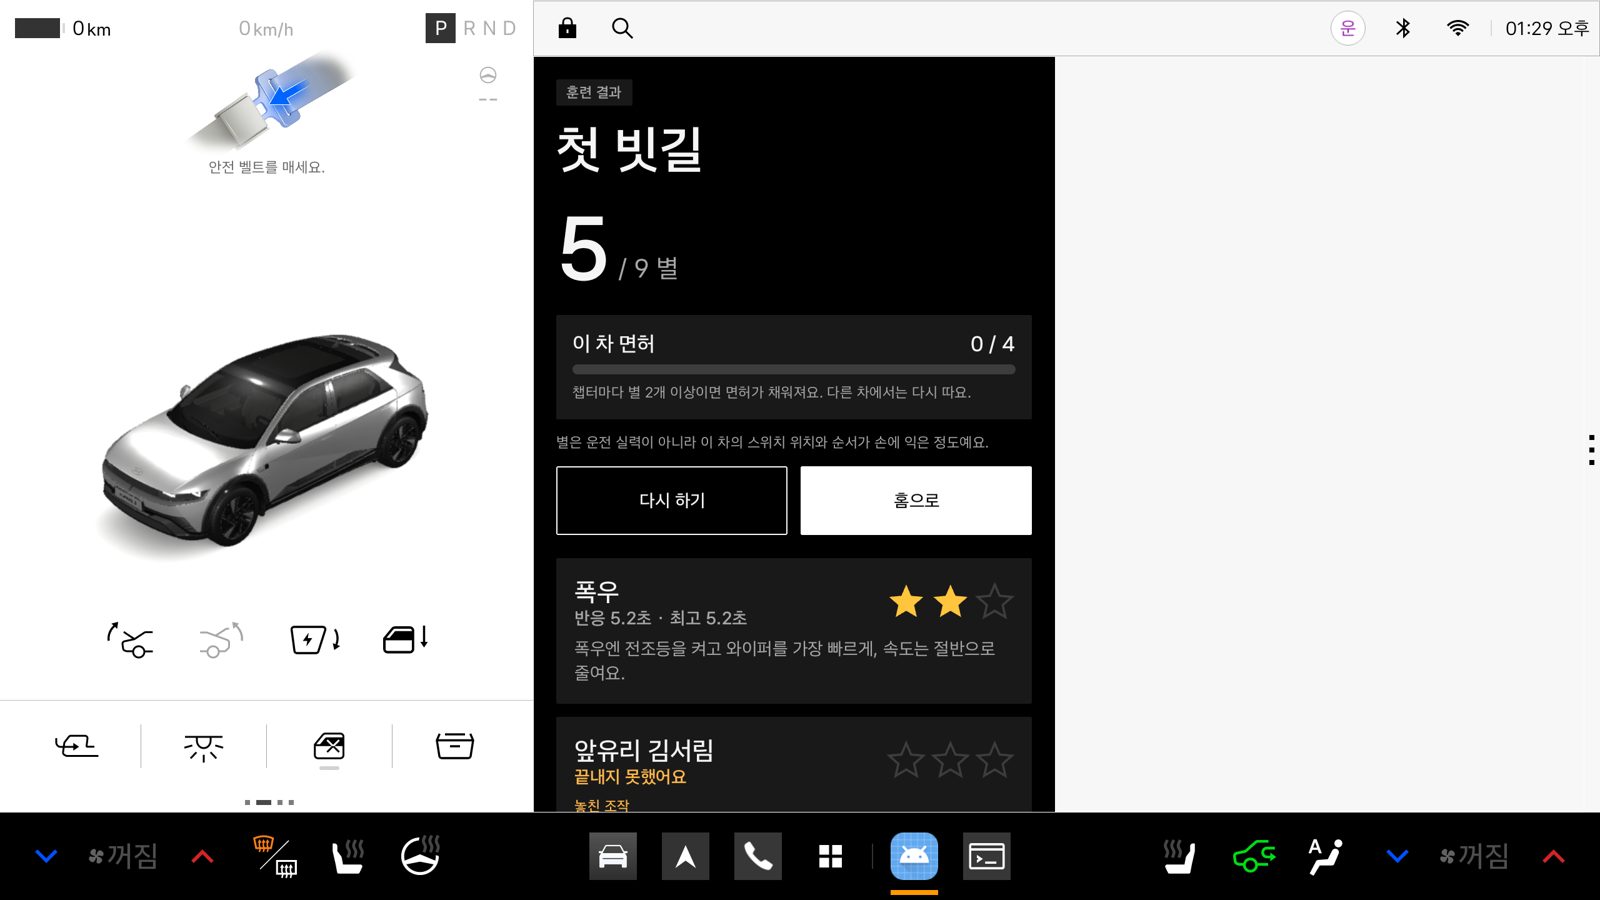 0 km
0 km/h
P R N D
안전 벨트를 매세요.
운
01:29 오후
훈련 결과
첫 빗길
5 / 9 별
이 차 면허
0 / 4
챕터마다 별 2개 이상이면 면허가 채워져요. 다른 차에서는 다시 따요.
별은 운전 실력이 아니라 이 차의 스위치 위치와 순서가 손에 익은 정도예요.
다시 하기
홈으로
폭우
반응 5.2초 · 최고 5.2초
폭우엔 전조등을 켜고 와이퍼를 가장 빠르게, 속도는 절반으로
줄여요.
앞유리 김서림
끝내지 못했어요
놓친 조작
꺼짐
A
꺼짐